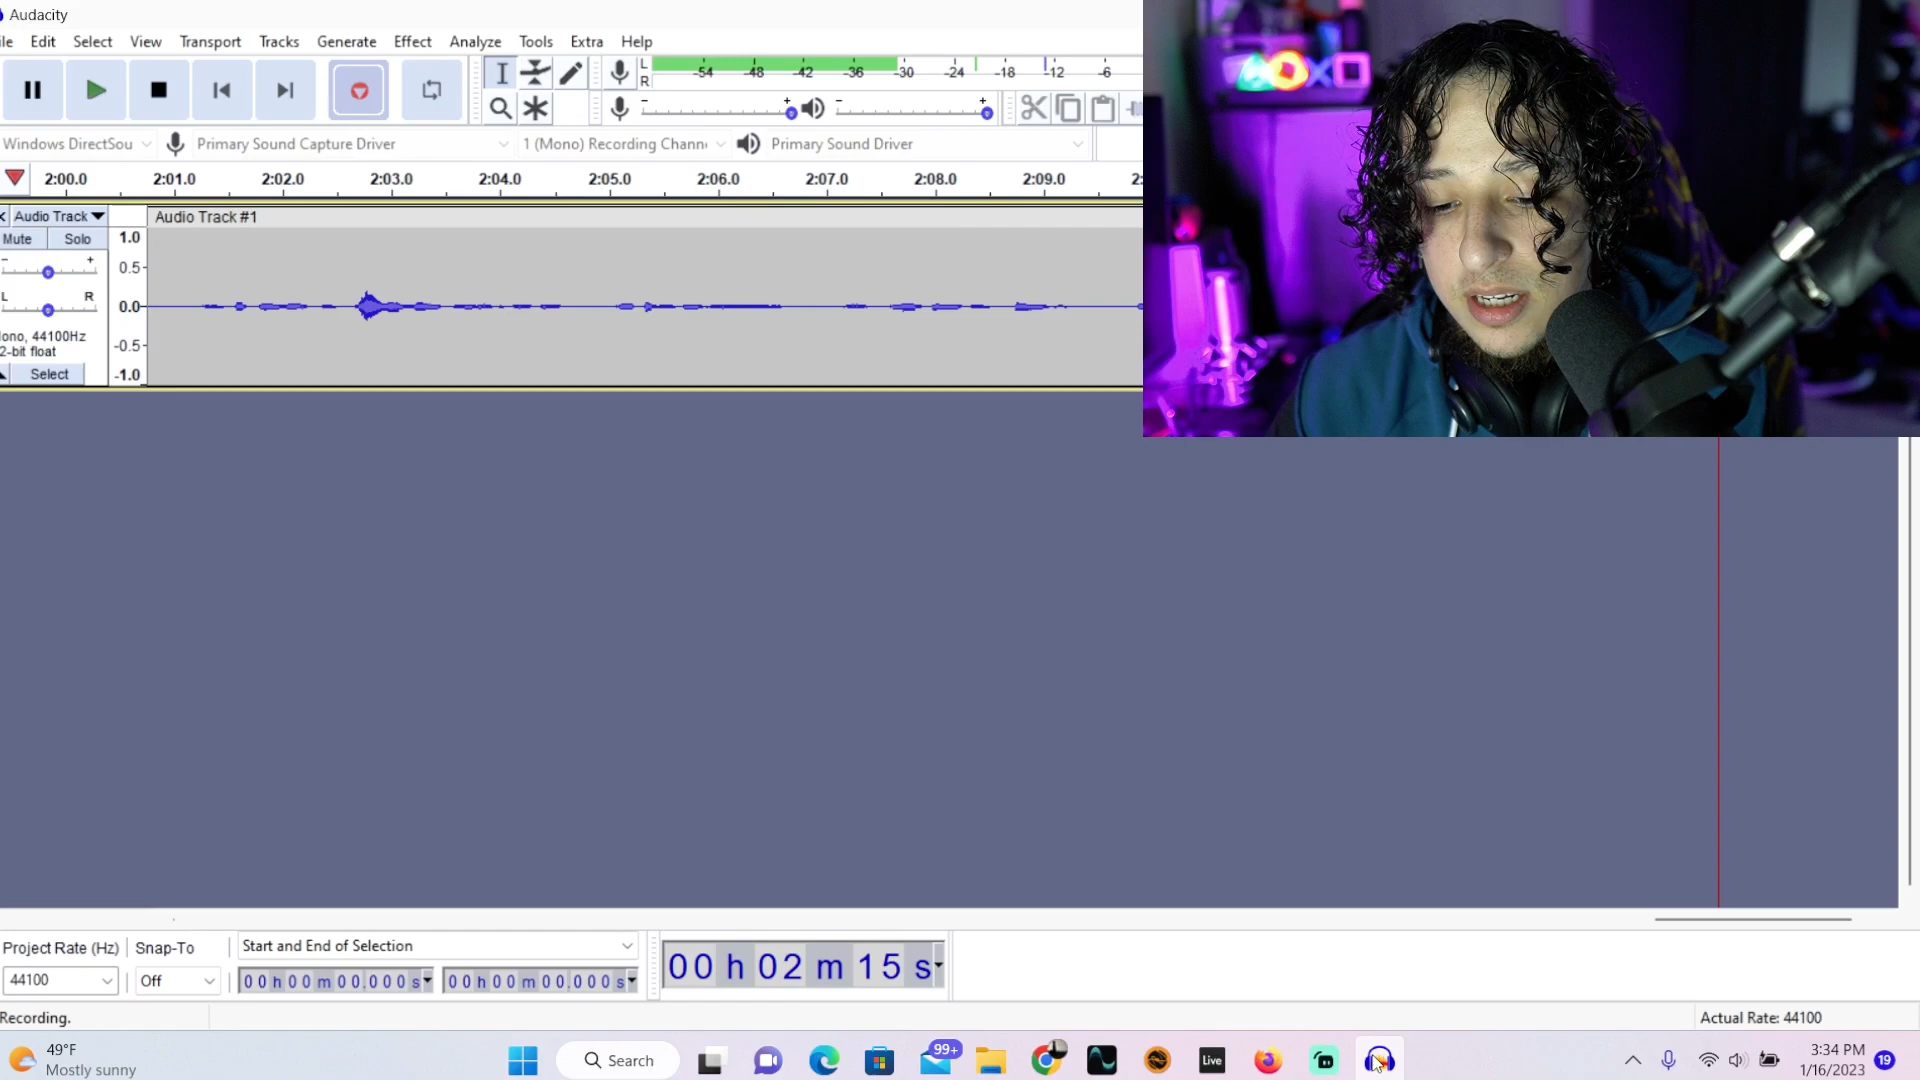 Audacity
ile Edit Select View Transport Tracks Generate Effect Analyze Tools Extra Help
L
R
-54 -48 -42 -36 -30 -24 -18 -12 -6
- + - +
Windows DirectSou Primary Sound Capture Driver 1 (Mono) Recording Chann Primary Sound Driver
2:00.0 2:01.0 2:02.0 2:03.0 2:04.0 2:05.0 2:06.0 2:07.0 2:08.0 2:09.0 2:
Audio Track Audio Track #1
Mute Solo
- +
L R
ono, 44100Hz
2-bit float
Select
1.0
0.5
0.0
-0.5
-1.0
Project Rate (Hz) Snap-To Start and End of Selection
44100 Off 00 h 00 m 00.000 s 00 h 00 m 00.000 s
00 h 02 m 15 s
Recording. Actual Rate: 44100
49°F
Mostly sunny
Search
99+
Live
3:34 PM
1/16/2023
19